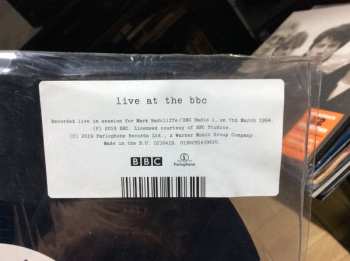 live at the bbc
Recorded live in session for Mark Radcliffe/BBC Radio 1, on 7th March 1994
(P) 2019 BBC. Licensed courtesy of BBC Studios.
(C) 2019 Parlophone Records Ltd., a Warner Music Group Company.
Made in the E.U.
BBC
Parlophone